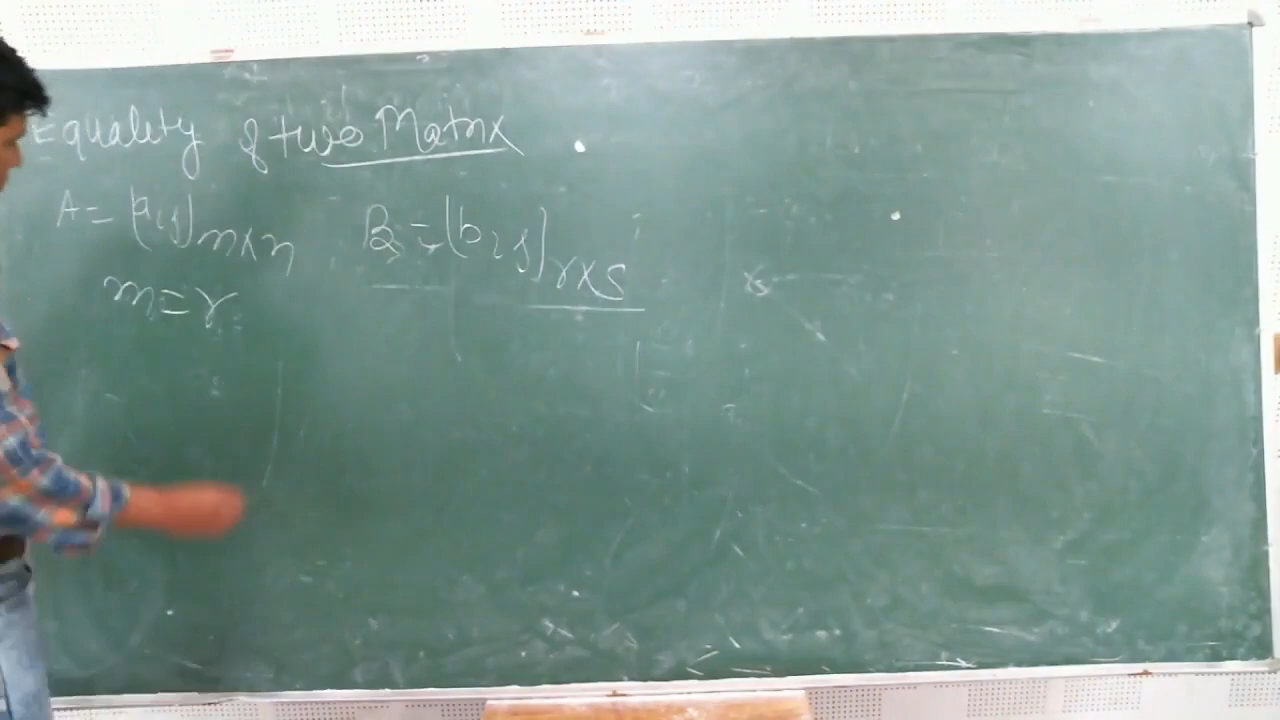 Equality of two Matrix
A = [aij]m×n B = [bij]r×s
m = r